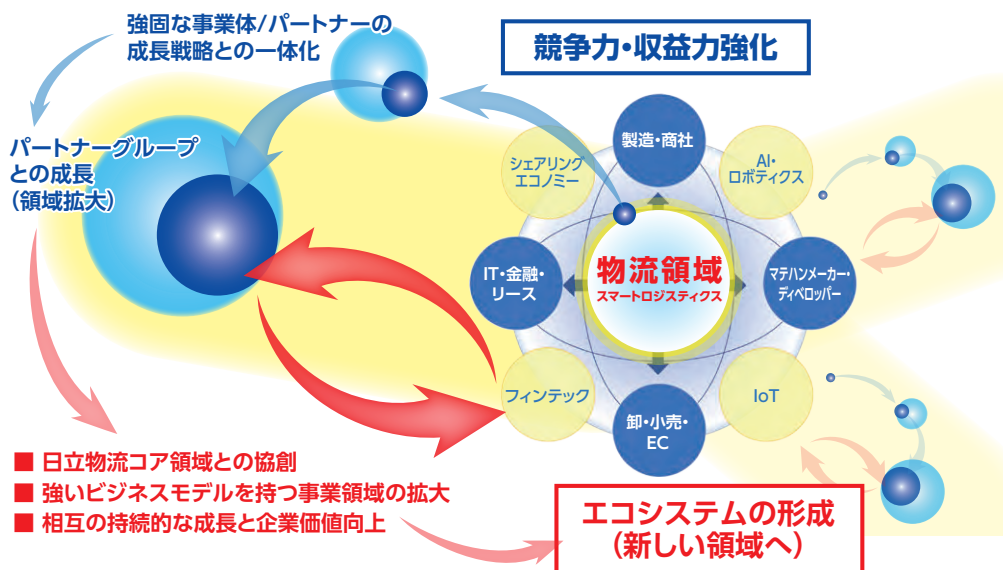 強固な事業体/パートナーの
成長戦略との一体化
競争力・収益力強化
パートナーグループ
との成長
(領域拡大)
製造・商社
シェアリング
エコノミー
AI・
ロボティクス
IT・金融・
リース
物流領域
スマートロジスティクス
マテハンメーカー・
ディベロッパー
フィンテック
IoT
卸・小売・
EC
■ 日立物流コア領域との協創
■ 強いビジネスモデルを持つ事業領域の拡大
■ 相互の持続的な成長と企業価値向上
エコシステムの形成
(新しい領域へ)